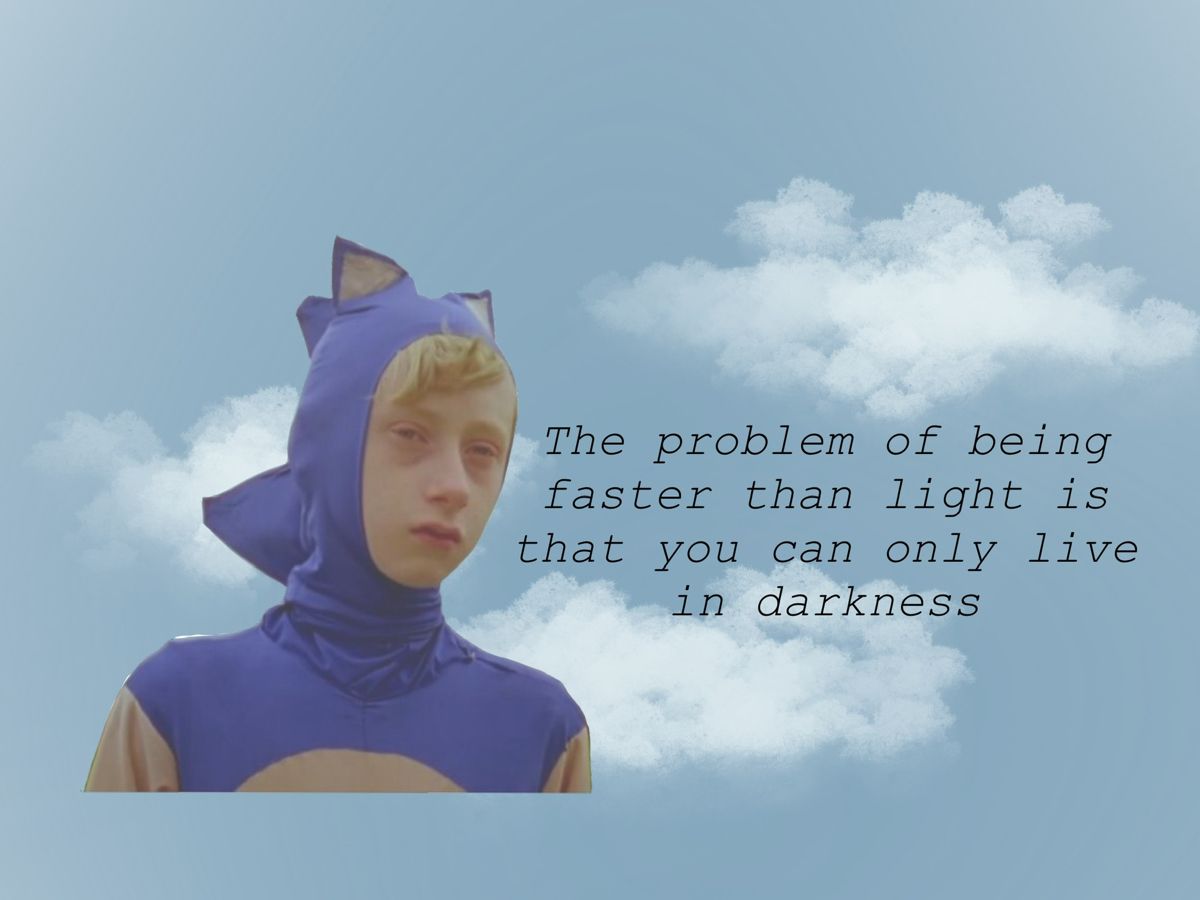 The problem of being
faster than light is
that you can only live
in darkness